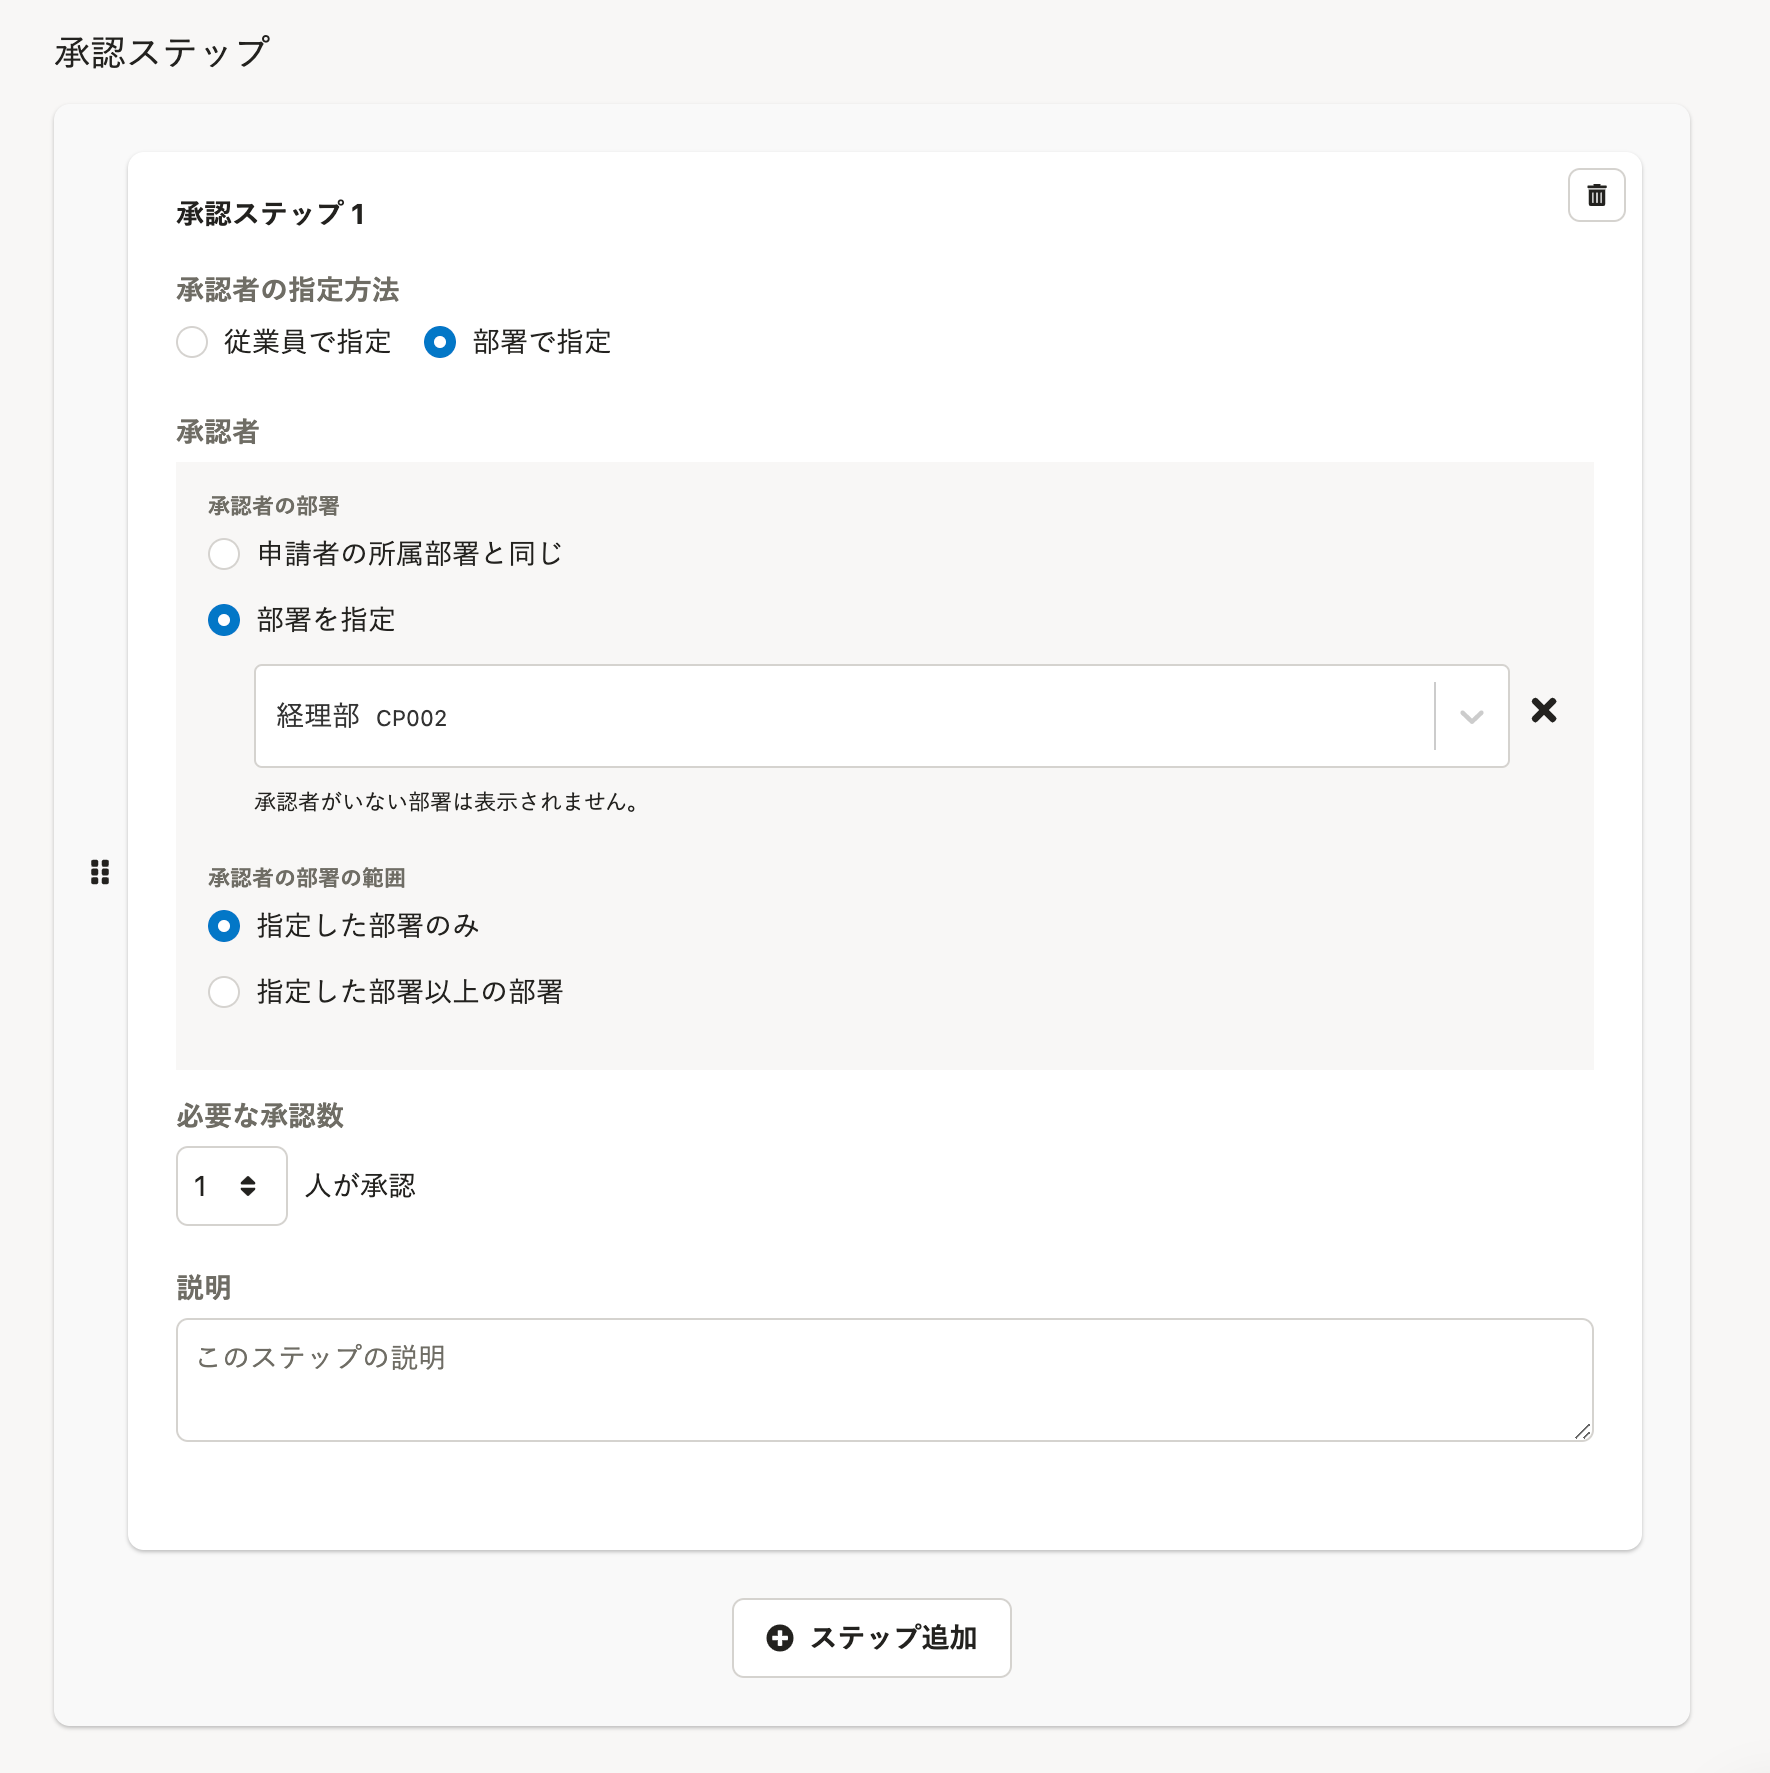 承認ステップ
承認ステップ 1
承認者の指定方法
従業員で指定 部署で指定
承認者
承認者の部署
申請者の所属部署と同じ
部署を指定
経理部 CP002
承認者がいない部署は表示されません。
承認者の部署の範囲
指定した部署のみ
指定した部署以上の部署
必要な承認数
1 人が承認
説明
このステップの説明
ステップ追加